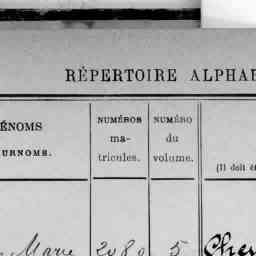 RÉPERTOIRE ALPHAB
ÉNOMS
URNOMS.
NUMÉROS
ma-
tricules.
NUMÉRO
du
volume.
(Il doit ê
Marie 2080 5 Cher